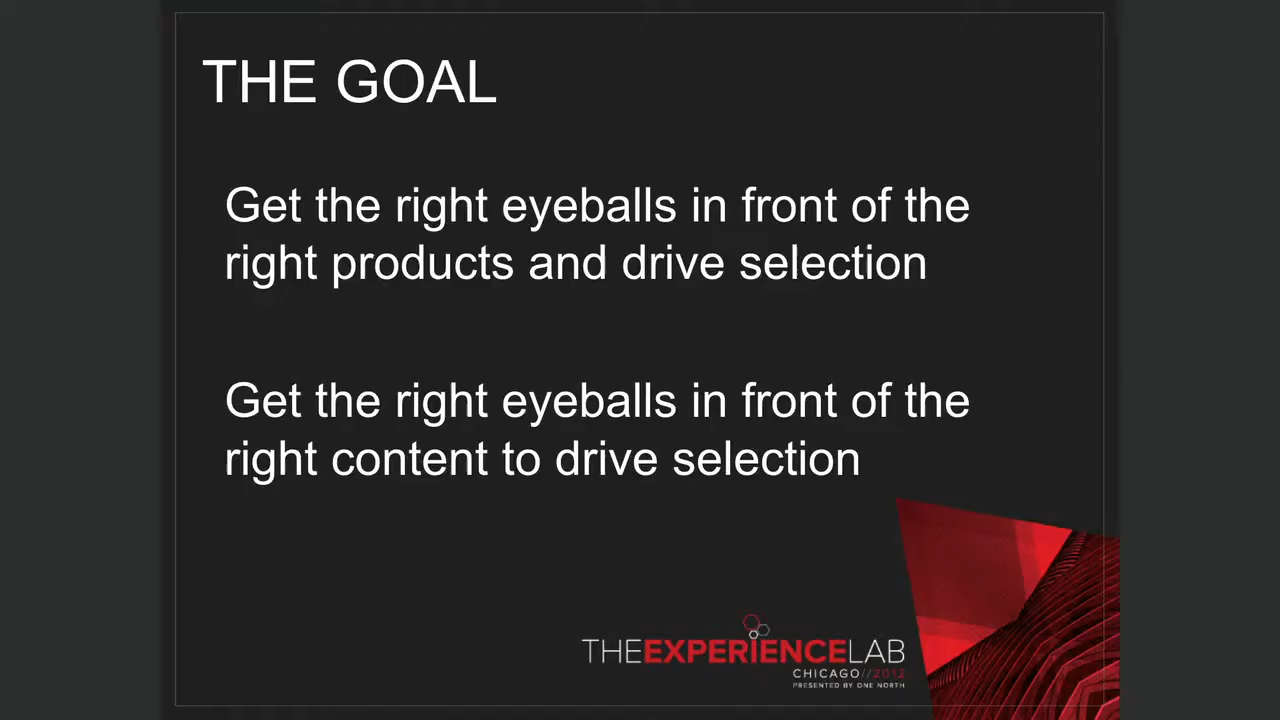 THE GOAL
Get the right eyeballs in front of the
right products and drive selection
Get the right eyeballs in front of the
right content to drive selection
THEEXPERIENCELAB
CHICAGO//2012
PRESENTED BY ONE NORTH